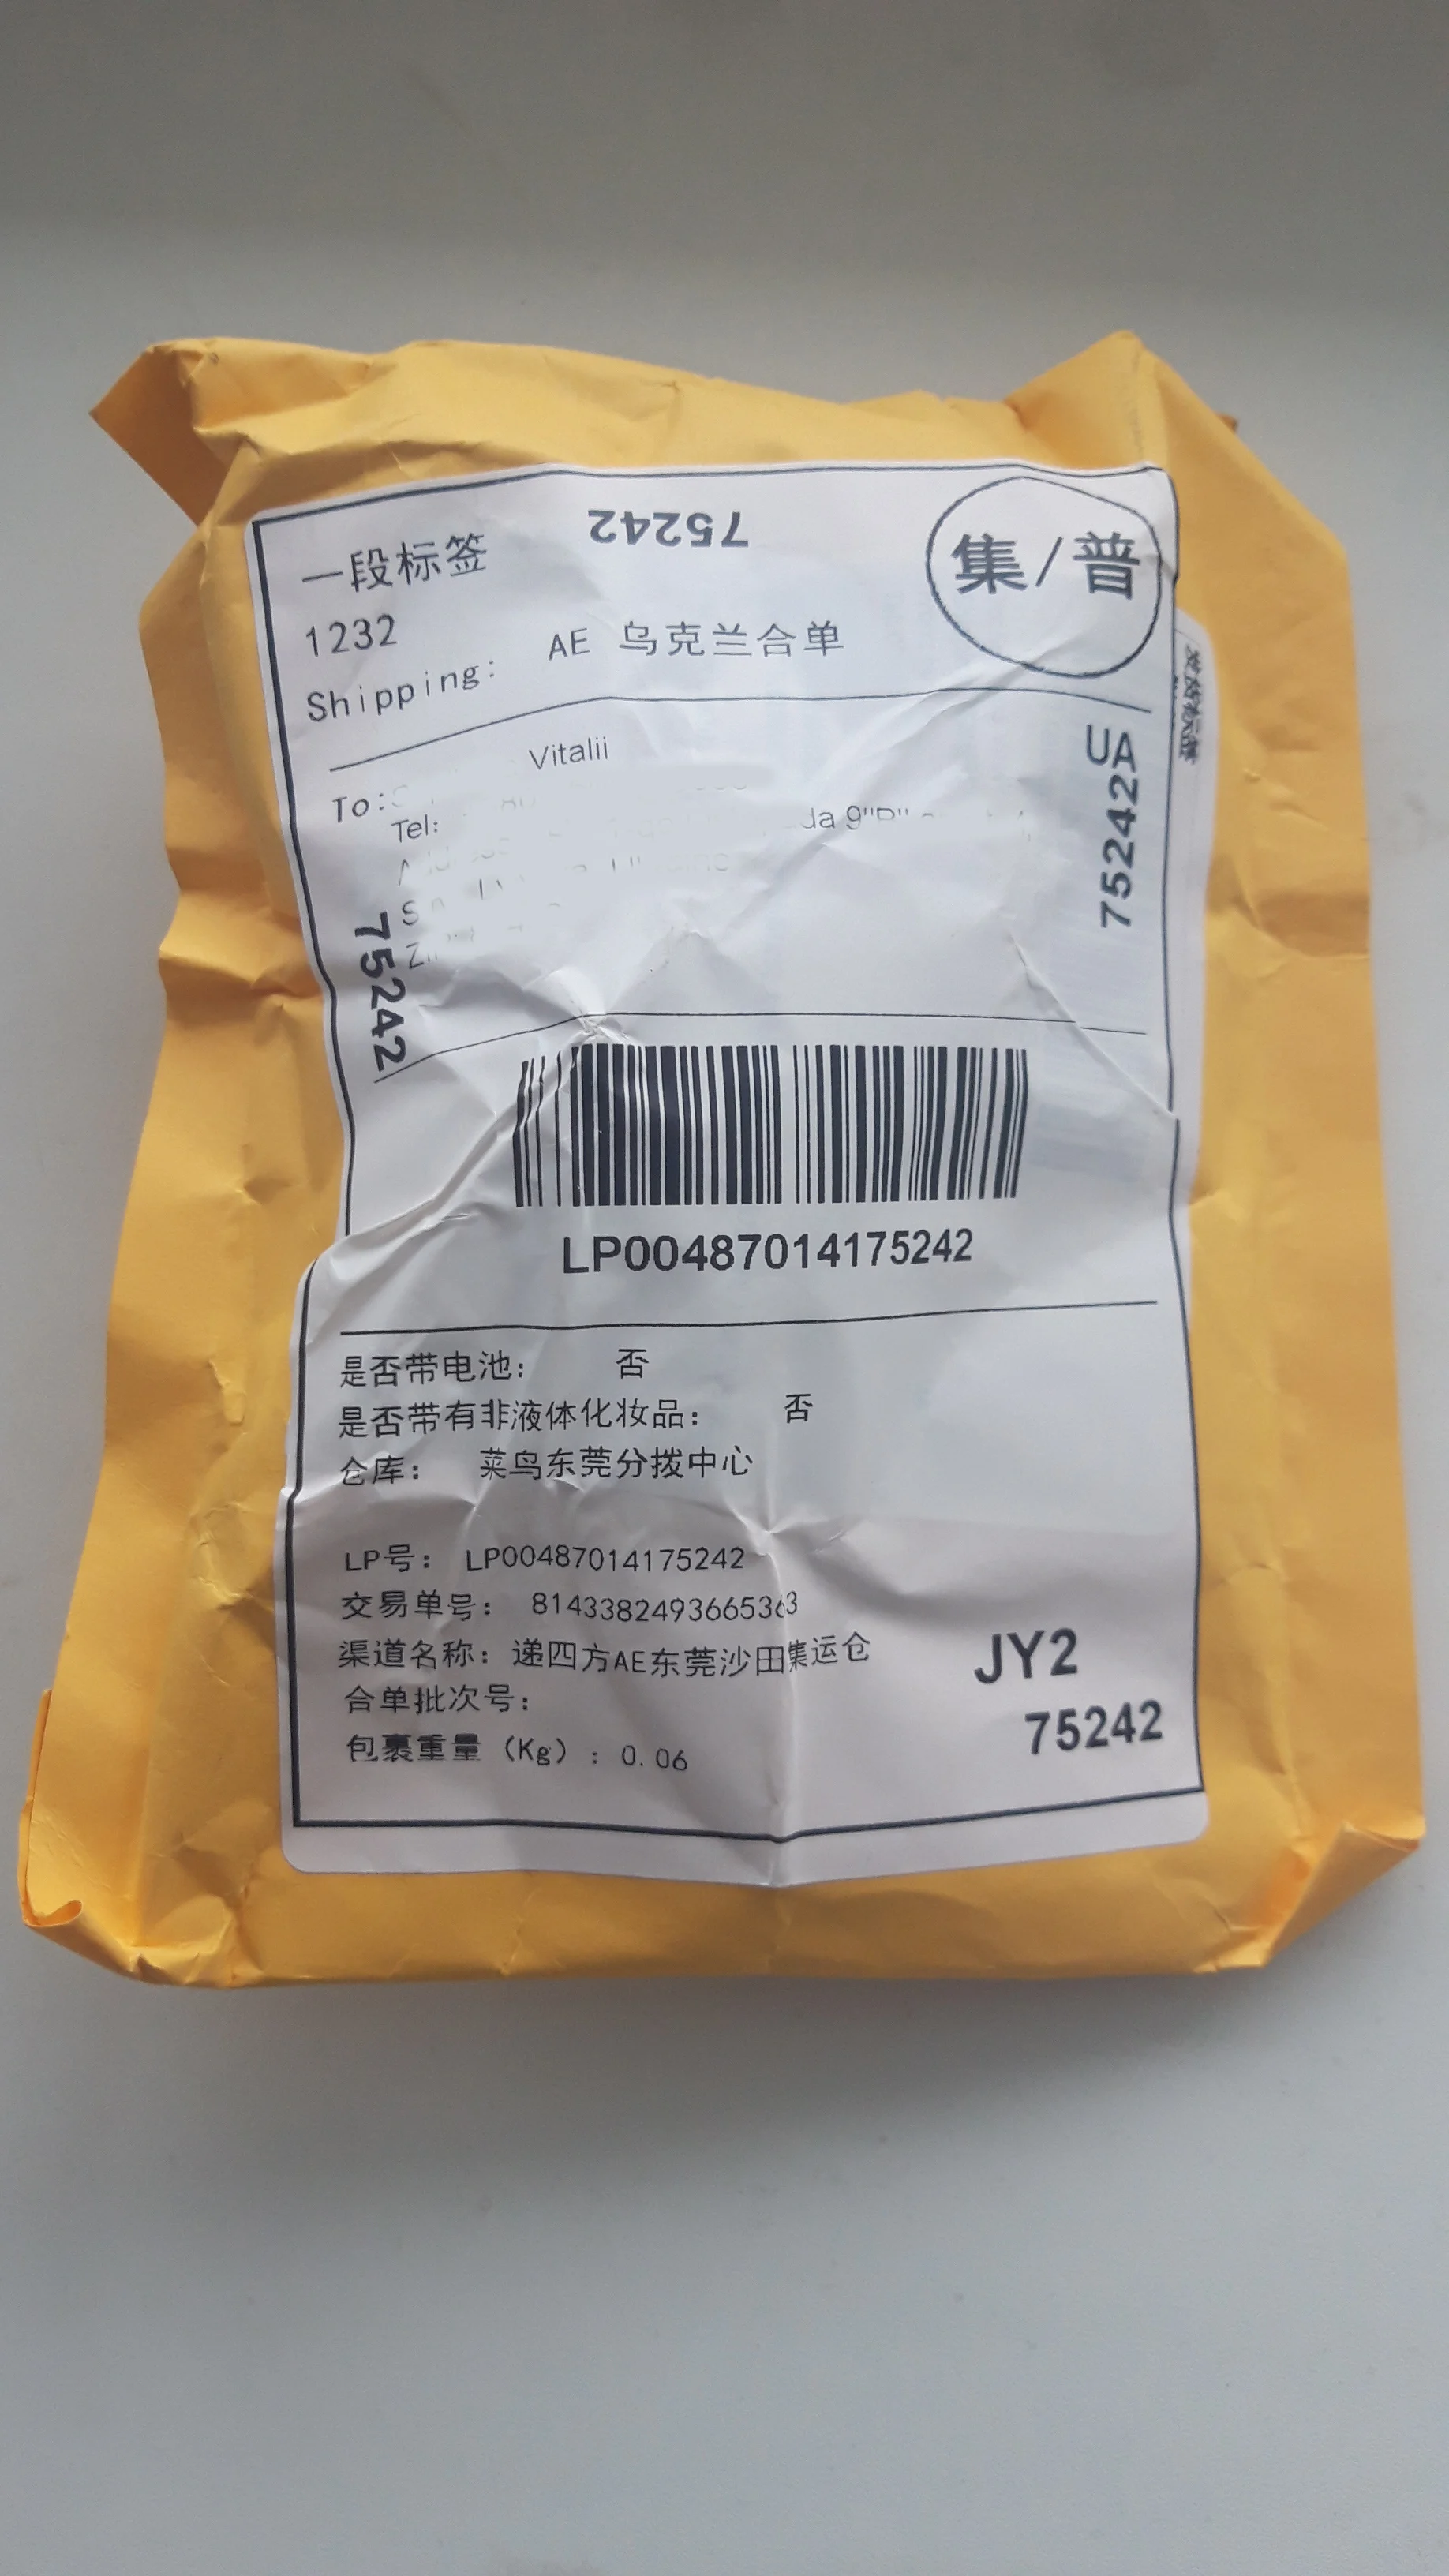 75242
一段标签
集/普
1232
Shipping: AE 乌克兰合单
UA
75242
Vitalii
To:
Tel:
75242
LP00487014175242
是否带电池: 否
是否带有非液体化妆品: 否
仓库: 菜鸟东莞分拨中心
LP号: LP00487014175242
交易单号: 8143382493665363
渠道名称: 递四方AE东莞沙田集运仓
JY2
合单批次号:
75242
包裹重量 (Kg) : 0.06